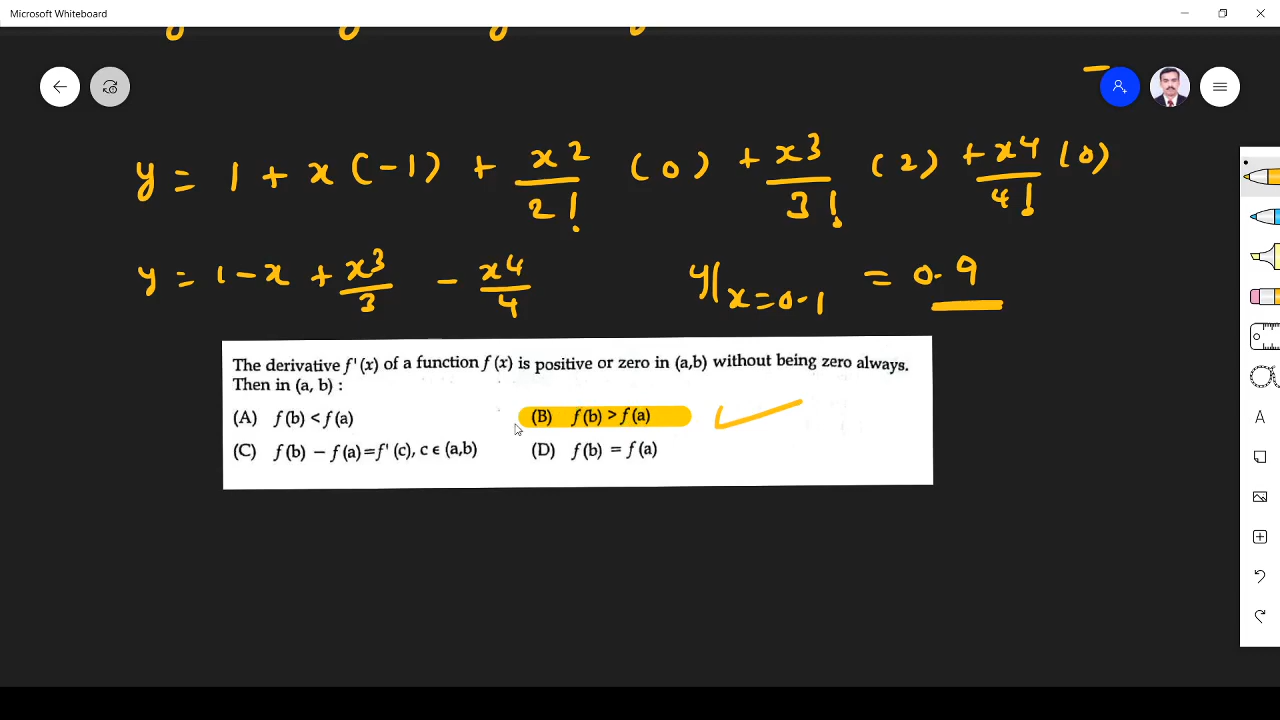 Microsoft Whiteboard
y = 1 + x (-1) + x2/2! (0) + x3/3! (2) + x4/4! (0)
y = 1 - x + x3/3 - x4/4 y|x=0.1 = 0.9
The derivative f'(x) of a function f(x) is positive or zero in (a,b) without being zero always.
Then in (a, b) :
(A) f(b) < f(a) (B) f(b) > f(a)
(C) f(b) − f(a)=f' (c), c ϵ (a,b) (D) f(b) = f(a)
A